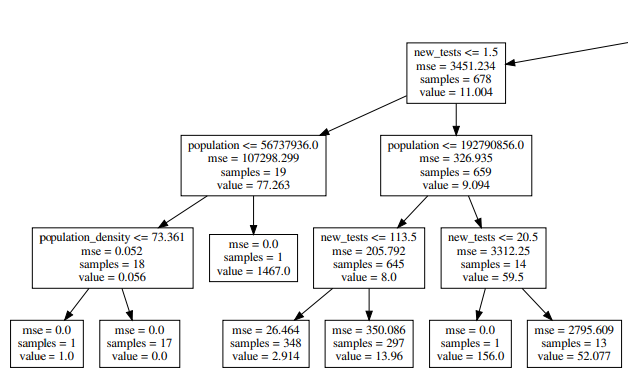 new_tests <= 1.5
mse = 3451.234
samples = 678
value = 11.004
population <= 56737936.0
mse = 107298.299
samples = 19
value = 77.263
population <= 192790856.0
mse = 326.935
samples = 659
value = 9.094
population_density <= 73.361
mse = 0.052
samples = 18
value = 0.056
mse = 0.0
samples = 1
value = 1467.0
new_tests <= 113.5
mse = 205.792
samples = 645
value = 8.0
new_tests <= 20.5
mse = 3312.25
samples = 14
value = 59.5
mse = 0.0
samples = 1
value = 1.0
mse = 0.0
samples = 17
value = 0.0
mse = 26.464
samples = 348
value = 2.914
mse = 350.086
samples = 297
value = 13.96
mse = 0.0
samples = 1
value = 156.0
mse = 2795.609
samples = 13
value = 52.077